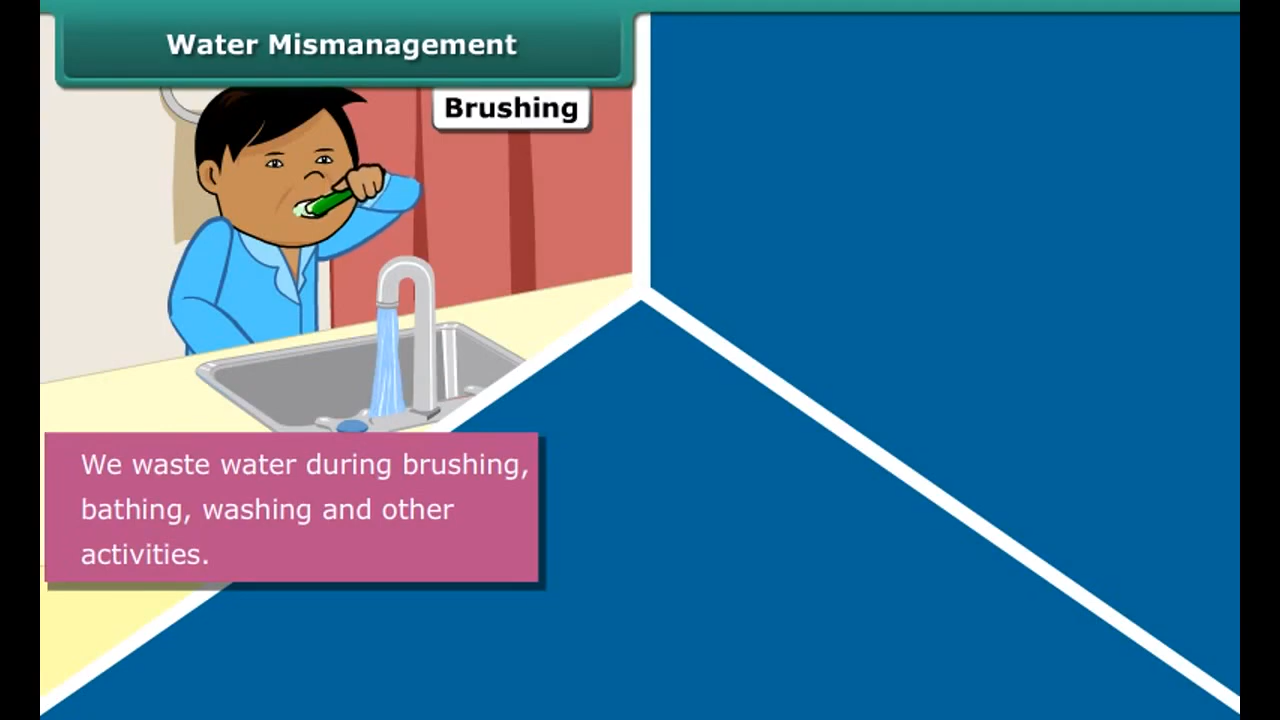 Water Mismanagement
Brushing
We waste water during brushing,
bathing, washing and other
activities.